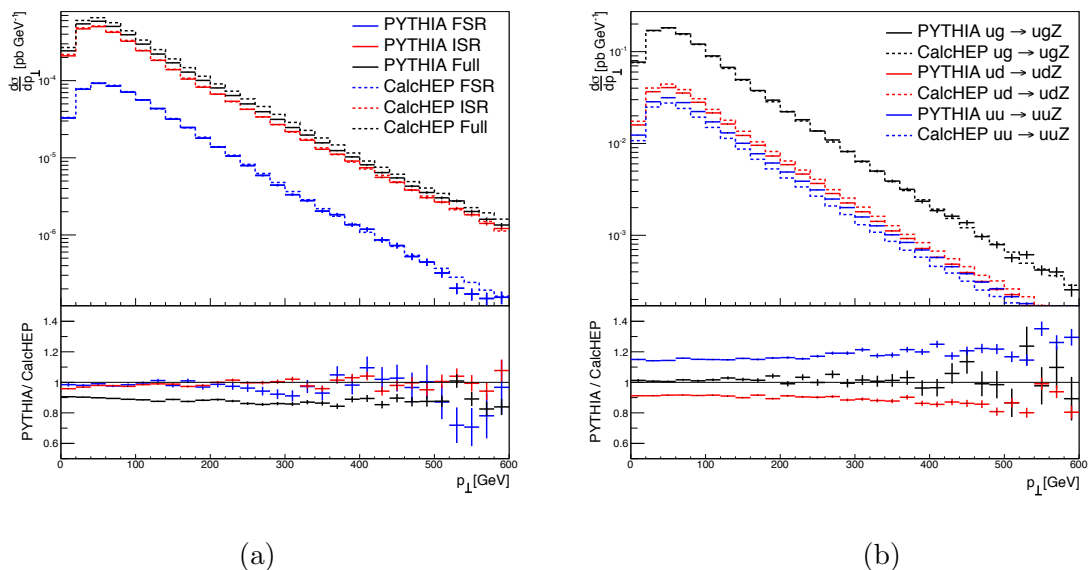 dσ
dp⊥ [pb GeV⁻¹]
PYTHIA FSR
PYTHIA ISR
PYTHIA Full
CalcHEP FSR
CalcHEP ISR
CalcHEP Full
10⁻⁴
10⁻⁵
10⁻⁶
PYTHIA/ CalcHEP
1.4
1.2
1
0.8
0.6
0 100 200 300 400 500 600
p⊥[GeV]
(a)
dσ
dp⊥ [pb GeV⁻¹]
PYTHIA ug → ugZ
CalcHEP ug → ugZ
PYTHIA ud → udZ
CalcHEP ud → udZ
PYTHIA uu → uuZ
CalcHEP uu → uuZ
10⁻¹
10⁻²
10⁻³
PYTHIA / CalcHEP
1.4
1.2
1
0.8
0.6
0 100 200 300 400 500 600
p⊥[GeV]
(b)